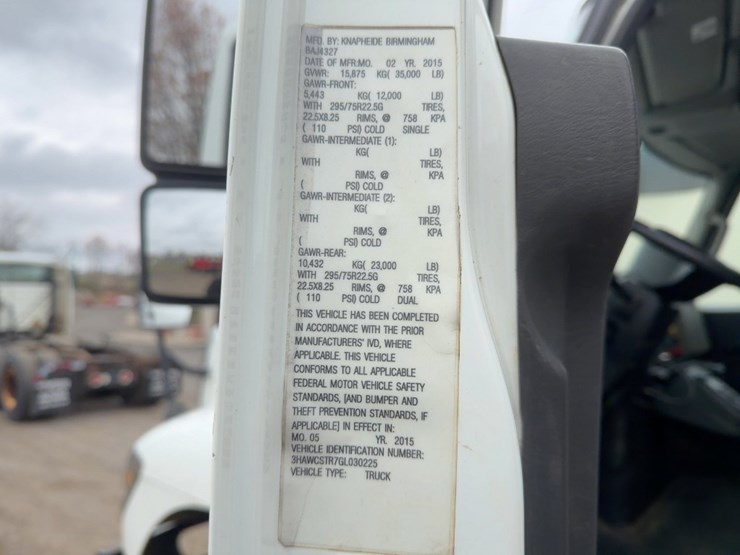 MFD. BY: KNAPHEIDE BIRMINGHAM
BAJ4327
DATE OF MFR:MO. 02 YR. 2015
GVWR: 15,875 KG( 35,000 LB)
GAWR-FRONT:
5,443 KG( 12,000 LB)
WITH 295/75R22.5G TIRES,
22.5X8.25 RIMS, @ 758 KPA
( 110 PSI) COLD SINGLE
GAWR-INTERMEDIATE (1):
KG( LB)
WITH TIRES,
RIMS, @ KPA
( PSI) COLD
GAWR-INTERMEDIATE (2):
KG( LB)
WITH TIRES,
RIMS, @ KPA
( PSI) COLD
GAWR-REAR:
10,432 KG( 23,000 LB)
WITH 295/75R22.5G TIRES,
22.5X8.25 RIMS, @ 758 KPA
( 110 PSI) COLD DUAL
THIS VEHICLE HAS BEEN COMPLETED
IN ACCORDANCE WITH THE PRIOR
MANUFACTURERS' IVD, WHERE
APPLICABLE. THIS VEHICLE
CONFORMS TO ALL APPLICABLE
FEDERAL MOTOR VEHICLE SAFETY
STANDARDS, [AND BUMPER AND
THEFT PREVENTION STANDARDS, IF
APPLICABLE] IN EFFECT IN:
MO. 05 YR. 2015
VEHICLE IDENTIFICATION NUMBER:
3HAWCSTR7GL030225
VEHICLE TYPE: TRUCK